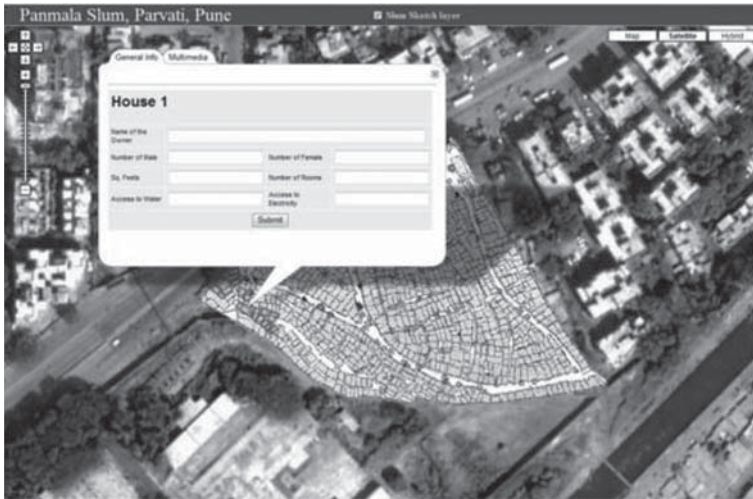 Panmala Slum, Parvati, Pune
Slum Sketch layer
Map Satellite Hybrid
General Info Multimedia
House 1
Name of the
Owner
Number of Male Number of Female
Sq. Feets Number of Rooms
Access to Water Access to
Electricity
Submit